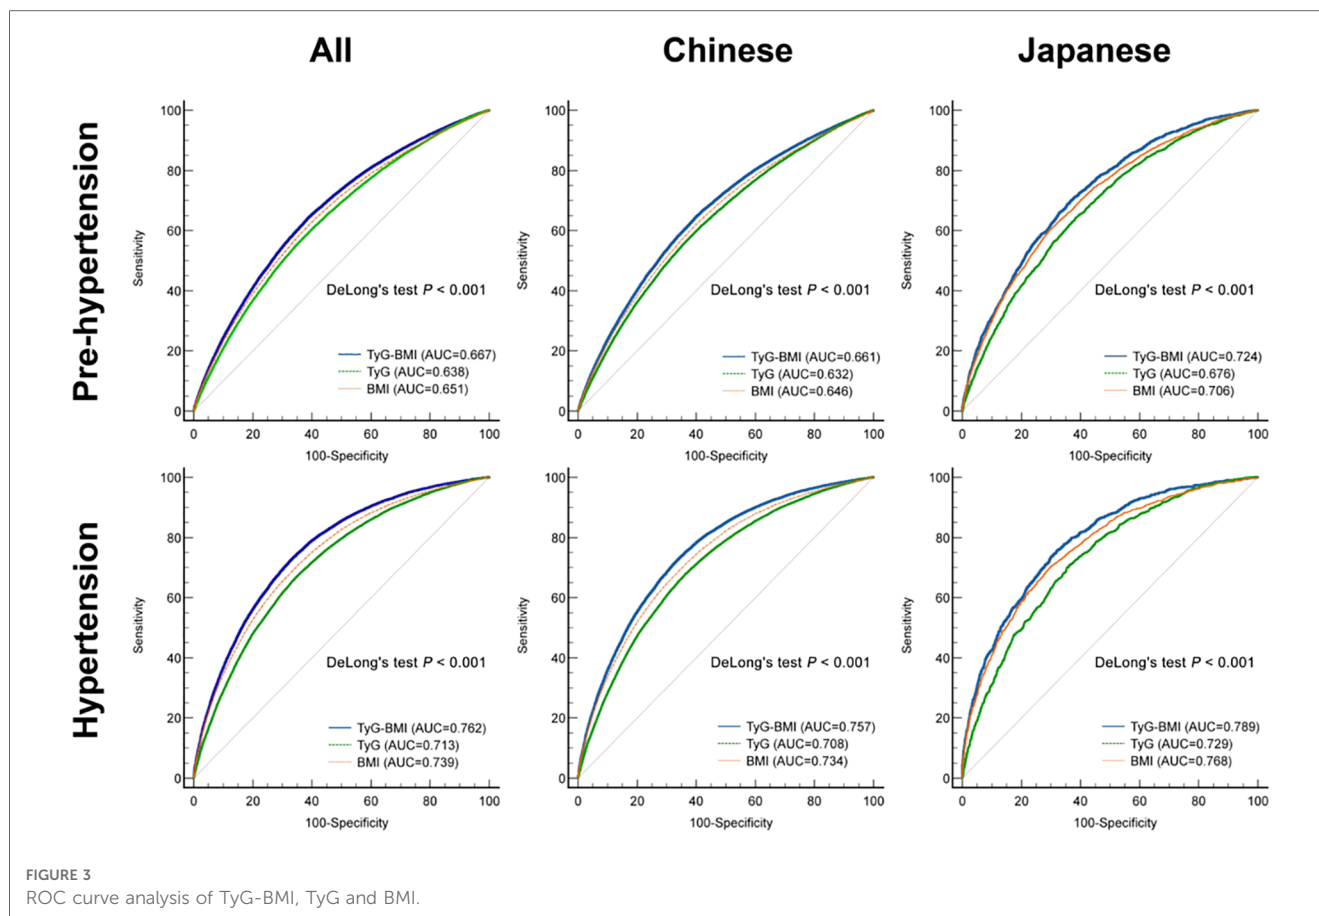 All
Chinese
Japanese
Pre-hypertension
100
80
60
40
20
0
Sensitivity
DeLong's test P < 0.001
TyG-BMI (AUC=0.667)
TyG (AUC=0.638)
BMI (AUC=0.651)
0 20 40 60 80 100
100-Specificity
100
80
60
40
20
0
Sensitivity
DeLong's test P < 0.001
TyG-BMI (AUC=0.661)
TyG (AUC=0.632)
BMI (AUC=0.646)
0 20 40 60 80 100
100-Specificity
100
80
60
40
20
0
Sensitivity
DeLong's test P < 0.001
TyG-BMI (AUC=0.724)
TyG (AUC=0.676)
BMI (AUC=0.706)
0 20 40 60 80 100
100-Specificity
Hypertension
100
80
60
40
20
0
Sensitivity
DeLong's test P < 0.001
TyG-BMI (AUC=0.762)
TyG (AUC=0.713)
BMI (AUC=0.739)
0 20 40 60 80 100
100-Specificity
100
80
60
40
20
0
Sensitivity
DeLong's test P < 0.001
TyG-BMI (AUC=0.757)
TyG (AUC=0.708)
BMI (AUC=0.734)
0 20 40 60 80 100
100-Specificity
100
80
60
40
20
0
Sensitivity
DeLong's test P < 0.001
TyG-BMI (AUC=0.789)
TyG (AUC=0.729)
BMI (AUC=0.768)
0 20 40 60 80 100
100-Specificity
FIGURE 3
ROC curve analysis of TyG-BMI, TyG and BMI.